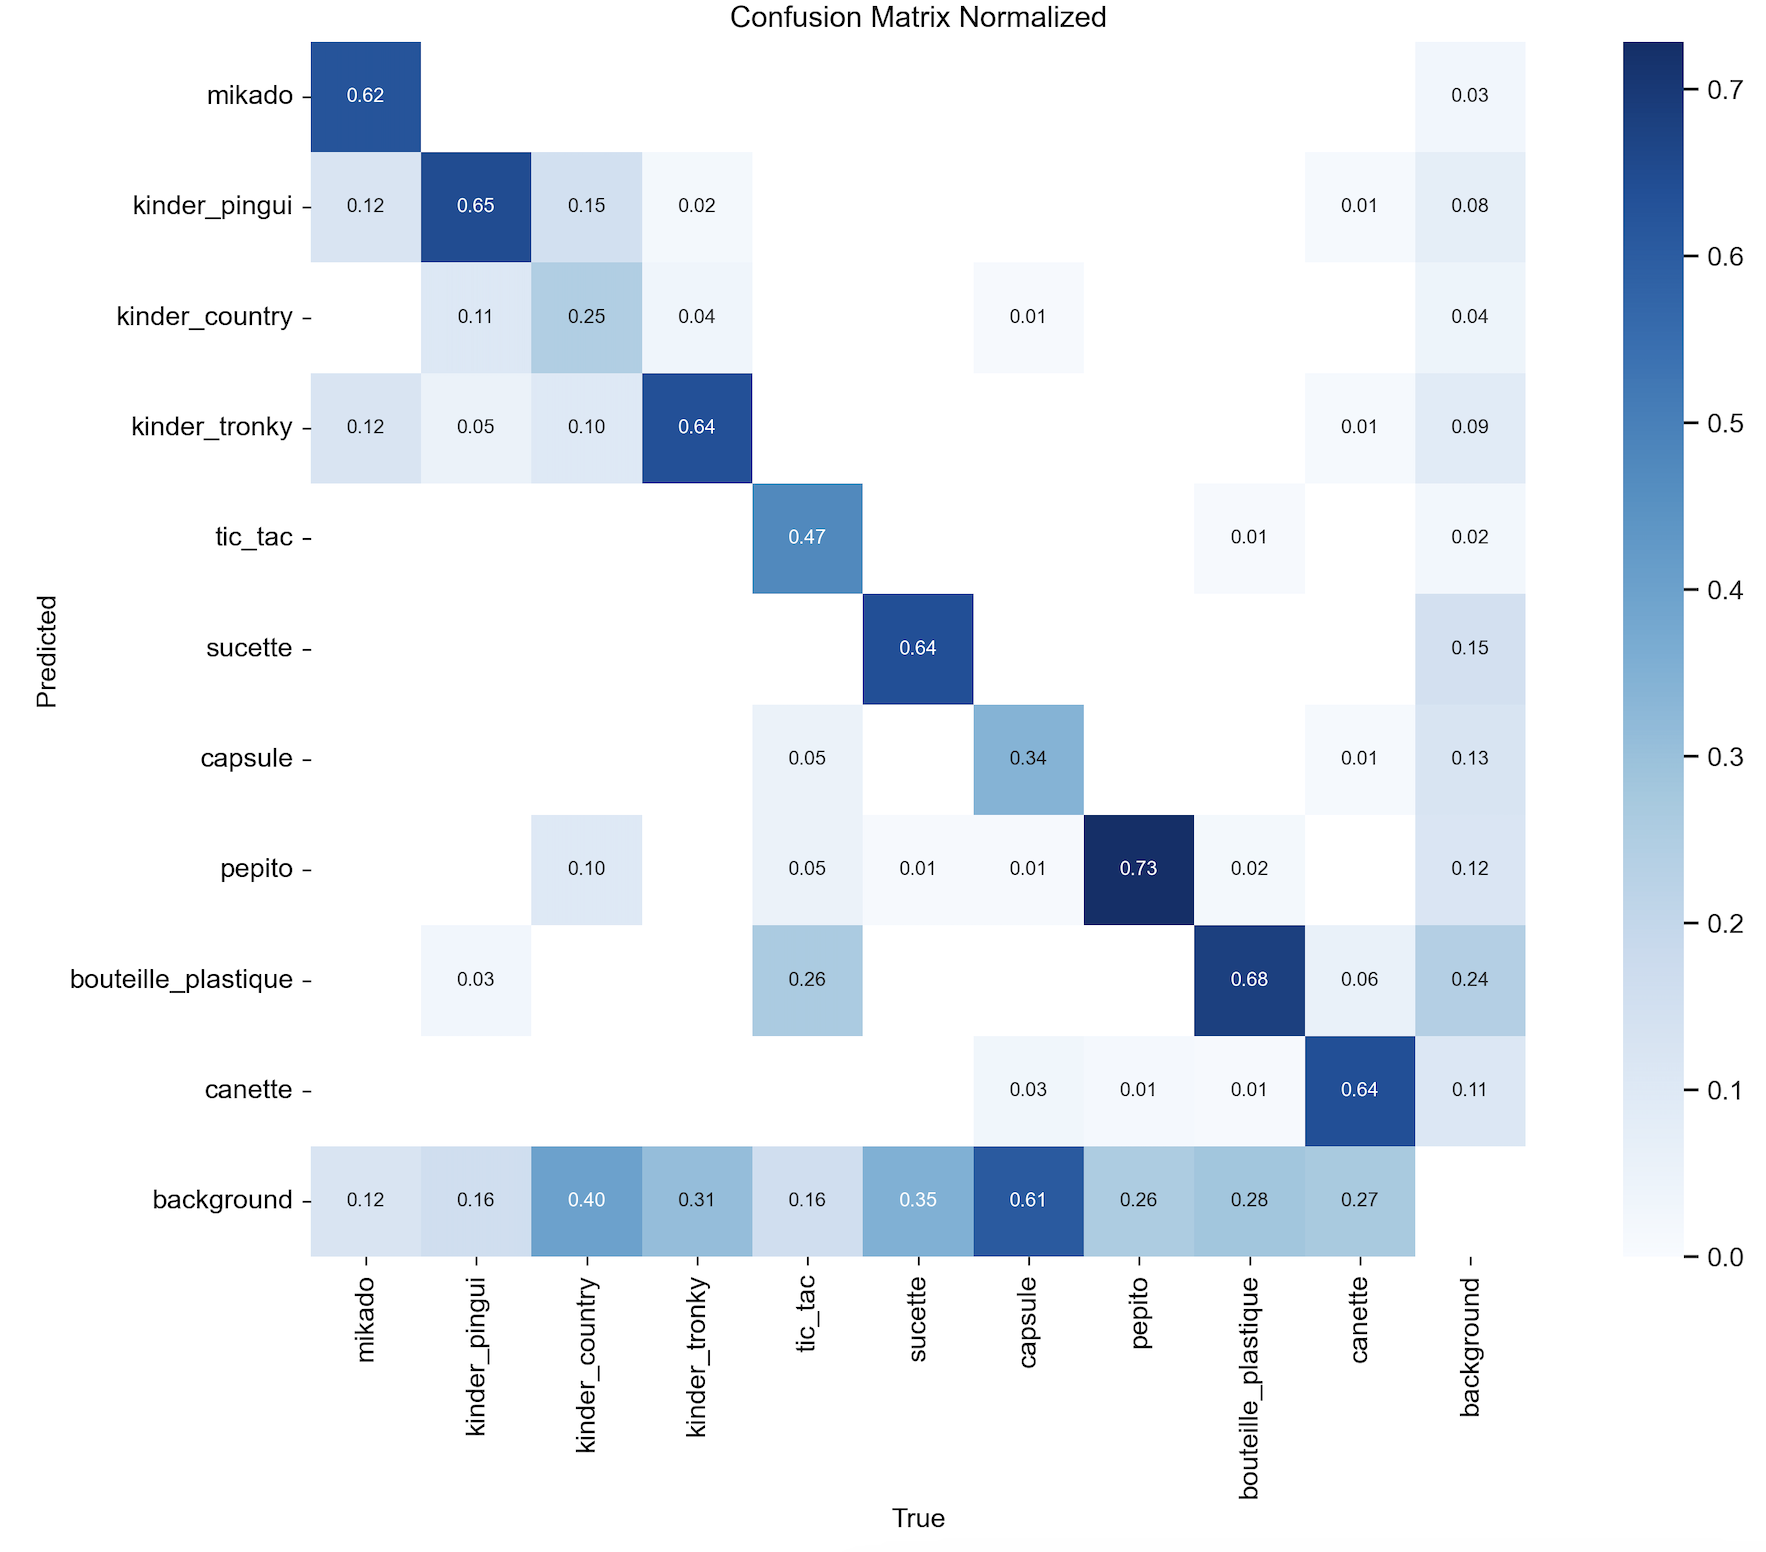 Confusion Matrix Normalized
mikado
0.62
0.03
0.7
kinder_pingui
0.12 0.65 0.15 0.02 0.01 0.08
0.6
kinder_country
0.11 0.25 0.04 0.01 0.04
kinder_tronky
0.12 0.05 0.10 0.64 0.01 0.09
0.5
tic_tac
0.47 0.01 0.02
0.4
Predicted
sucette
0.64 0.15
capsule
0.05 0.34 0.01 0.13
0.3
pepito
0.10 0.05 0.01 0.01 0.73 0.02 0.12
0.2
bouteille_plastique
0.03 0.26 0.68 0.06 0.24
canette
0.03 0.01 0.01 0.64 0.11
0.1
background
0.12 0.16 0.40 0.31 0.16 0.35 0.61 0.26 0.28 0.27
0.0
mikado
kinder_pingui
kinder_country
kinder_tronky
tic_tac
sucette
capsule
pepito
bouteille_plastique
canette
background
True